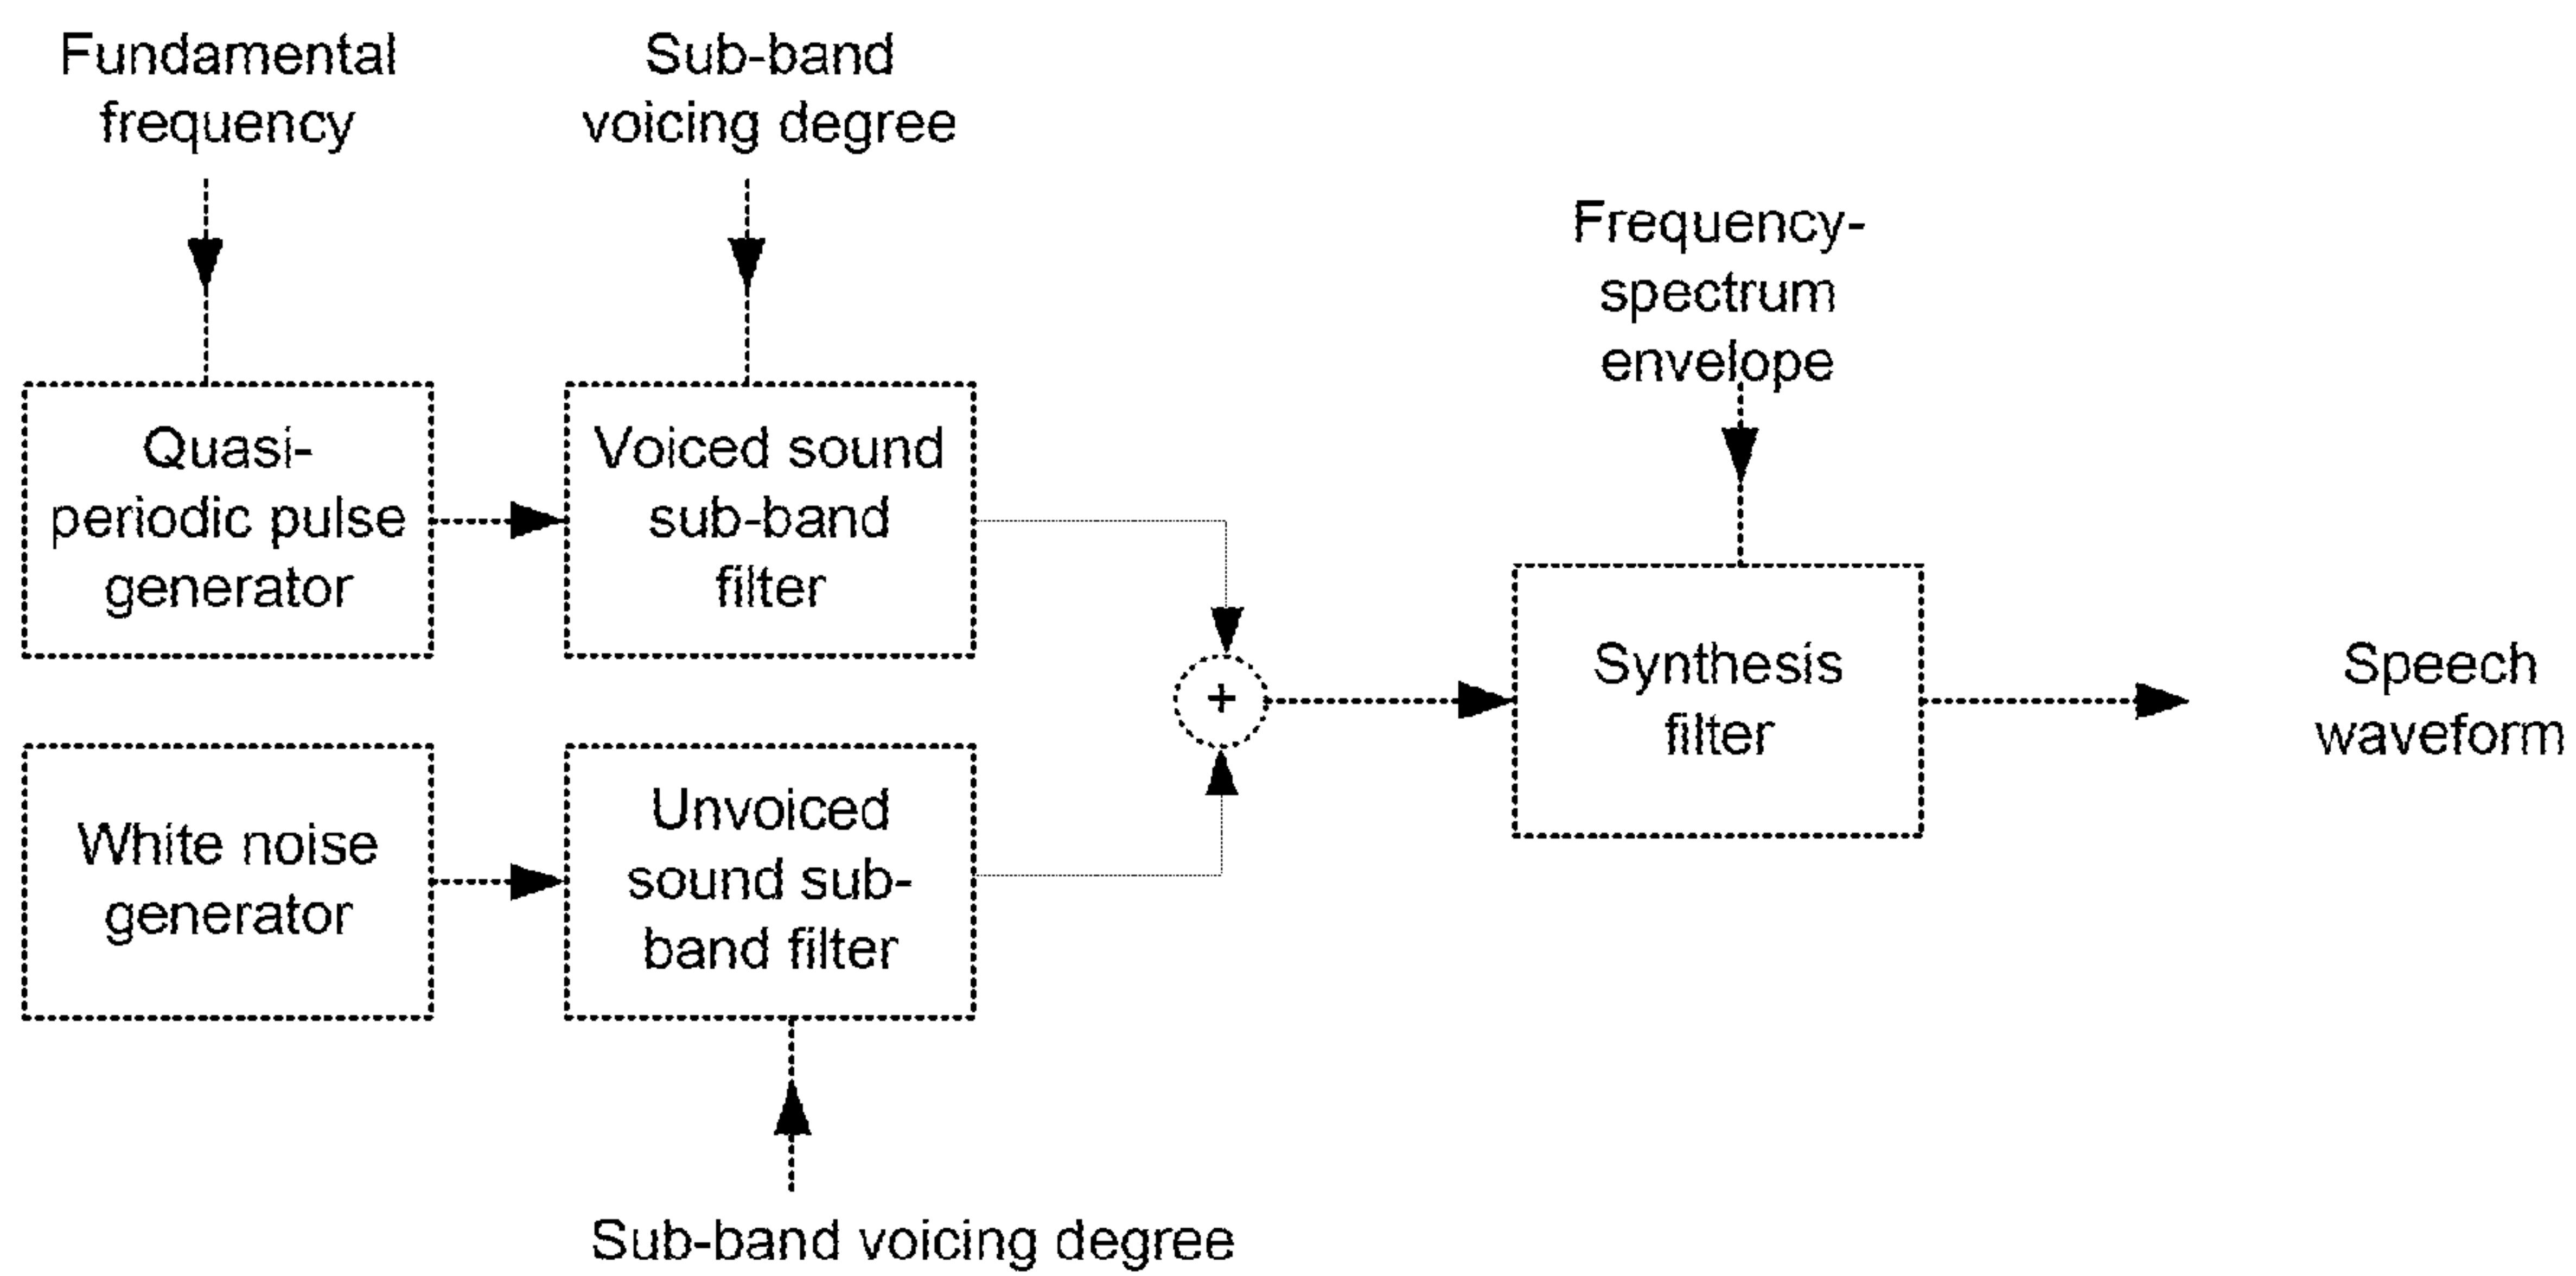 Fundamental
frequency
Sub-band
voicing degree
Frequency-
spectrum
envelope
Quasi-
periodic pulse
generator
Voiced sound
sub-band
filter
+
Synthesis
filter
Speech
waveform
White noise
generator
Unvoiced
sound sub-
band filter
Sub-band voicing degree